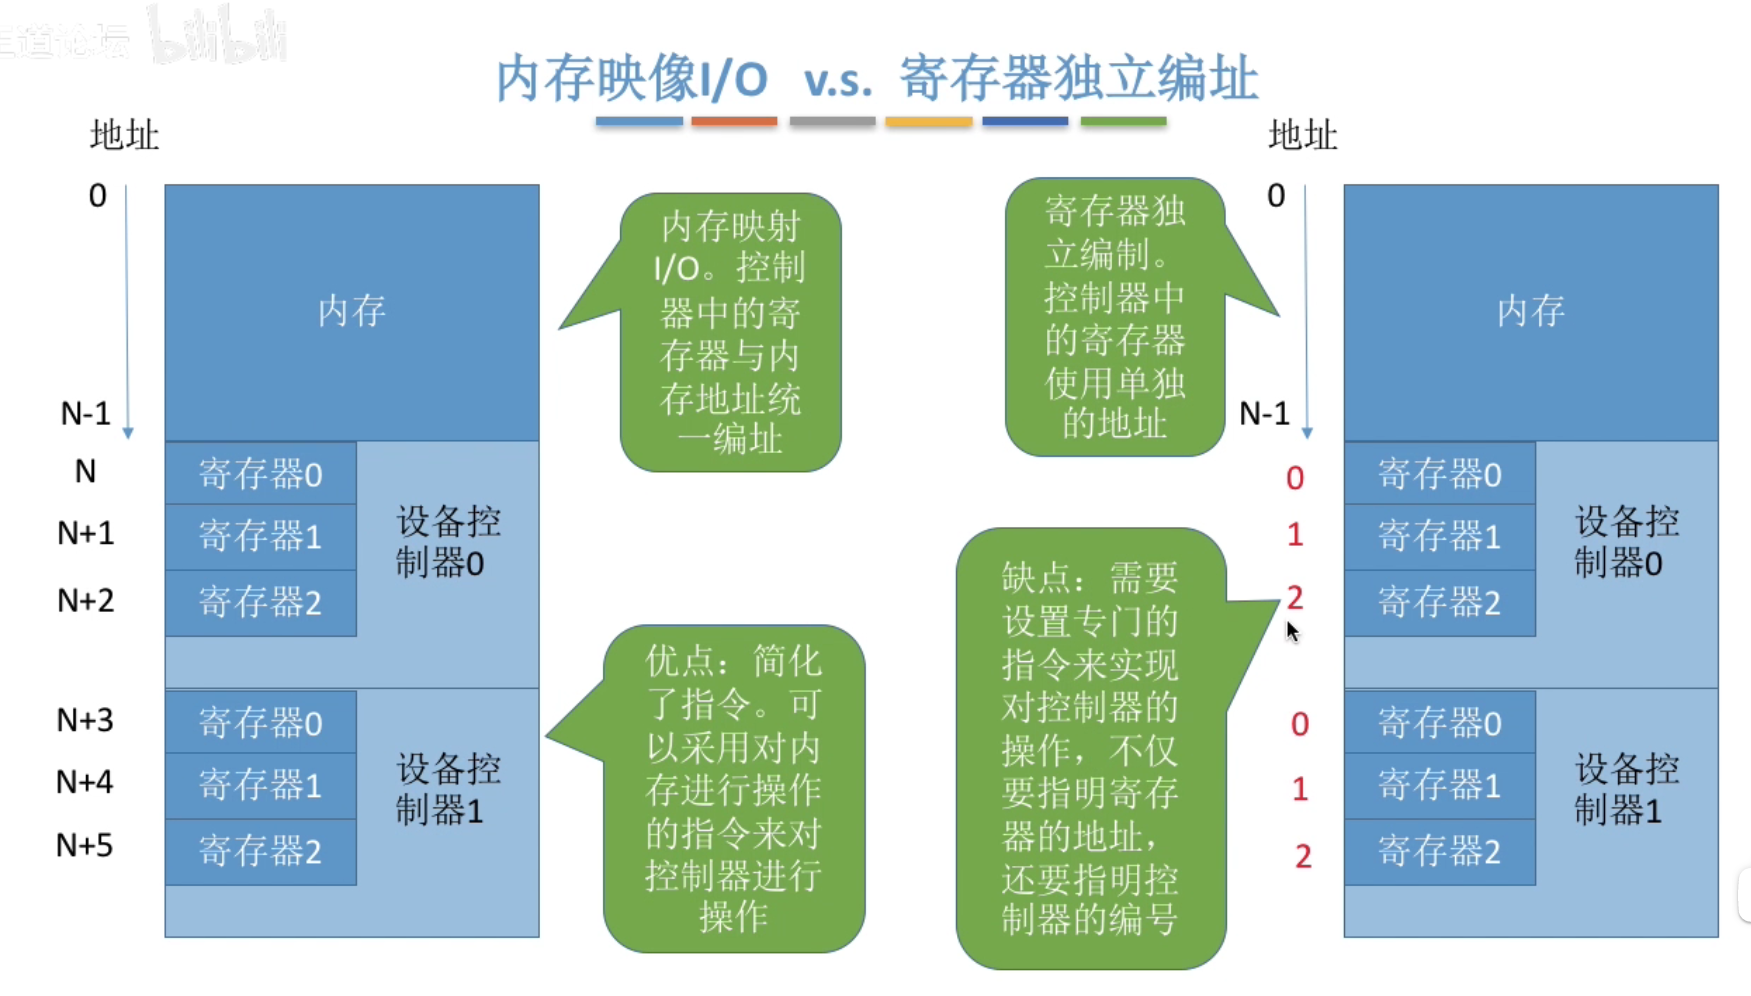 王道论坛 bilibili
内存映像I/O v.s. 寄存器独立编址
地址
0
N-1
N
N+1
N+2
N+3
N+4
N+5
内存
寄存器0
寄存器1
寄存器2
设备控
制器0
寄存器0
寄存器1
寄存器2
设备控
制器1
内存映射
I/O。控制
器中的寄
存器与内
存地址统
一编址
优点：简化
了指令。可
以采用对内
存进行操作
的指令来对
控制器进行
操作
寄存器独
立编制。
控制器中
的寄存器
使用单独
的地址
缺点：需要
设置专门的
指令来实现
对控制器的
操作，不仅
要指明寄存
器的地址，
还要指明控
制器的编号
地址
0
N-1
0
1
2
0
1
2
内存
寄存器0
寄存器1
寄存器2
设备控
制器0
寄存器0
寄存器1
寄存器2
设备控
制器1